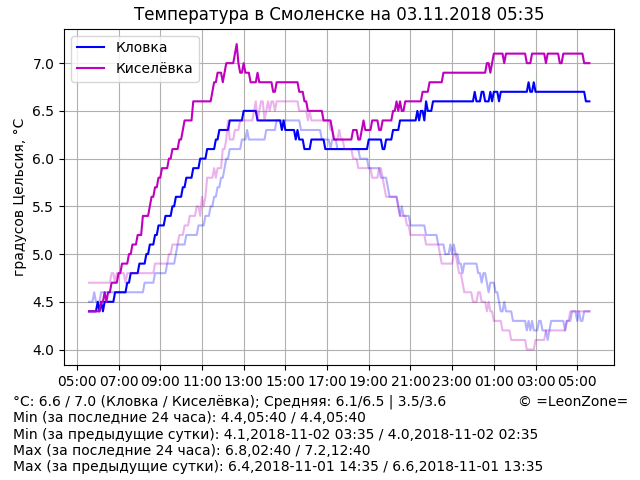 Температура в Смоленске на 03.11.2018 05:35
Кловка
Киселёвка
градусов Цельсия, °C
7.0
6.5
6.0
5.5
5.0
4.5
4.0
05:00 07:00 09:00 11:00 13:00 15:00 17:00 19:00 21:00 23:00 01:00 03:00 05:00
°C: 6.6 / 7.0 (Кловка / Киселёвка); Средняя: 6.1/6.5 | 3.5/3.6 © =LeonZone=
Min (за последние 24 часа): 4.4,05:40 / 4.4,05:40
Min (за предыдущие сутки): 4.1,2018-11-02 03:35 / 4.0,2018-11-02 02:35
Max (за последние 24 часа): 6.8,02:40 / 7.2,12:40
Max (за предыдущие сутки): 6.4,2018-11-01 14:35 / 6.6,2018-11-01 13:35